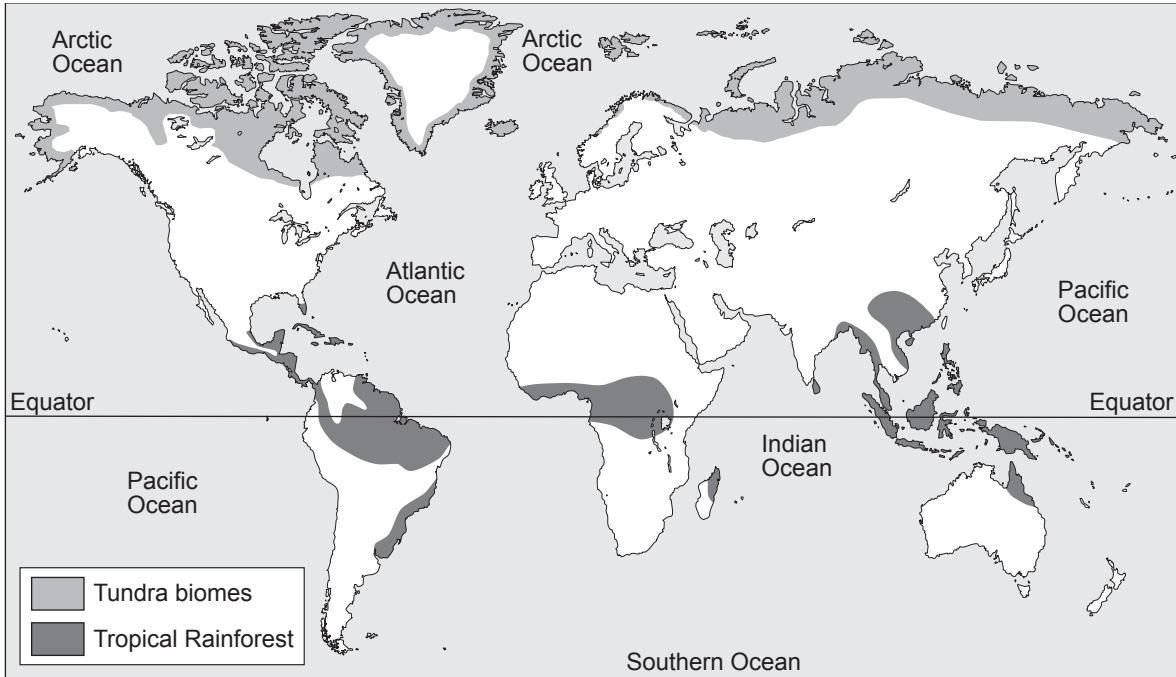 Arctic
Ocean
Arctic
Ocean
Atlantic
Ocean
Pacific
Ocean
Equator
Equator
Indian
Ocean
Pacific
Ocean
Tundra biomes
Tropical Rainforest
Southern Ocean